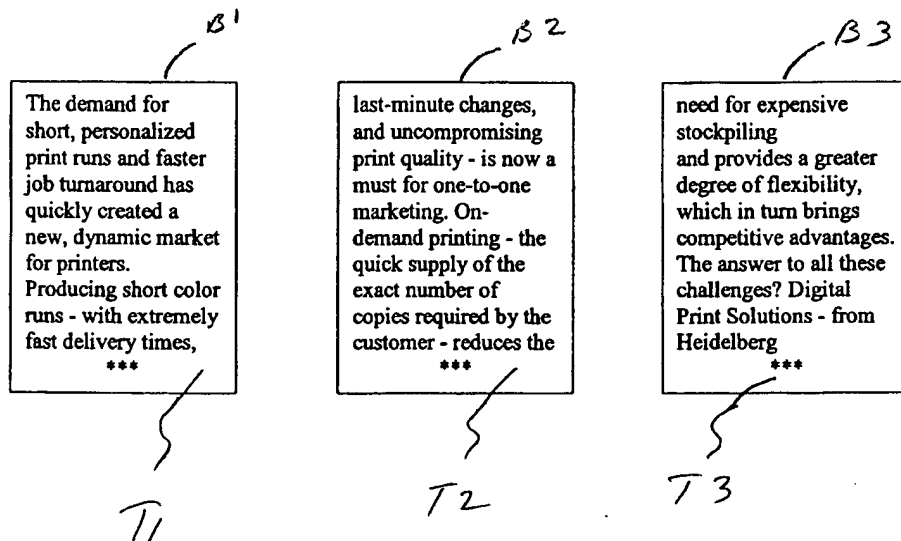 B1
B2
B3
The demand for
short, personalized
print runs and faster
job turnaround has
quickly created a
new, dynamic market
for printers.
Producing short color
runs - with extremely
fast delivery times,
***
last-minute changes,
and uncompromising
print quality - is now a
must for one-to-one
marketing. On-
demand printing - the
quick supply of the
exact number of
copies required by the
customer - reduces the
***
need for expensive
stockpiling
and provides a greater
degree of flexibility,
which in turn brings
competitive advantages.
The answer to all these
challenges? Digital
Print Solutions - from
Heidelberg
***
T1
T2
T3